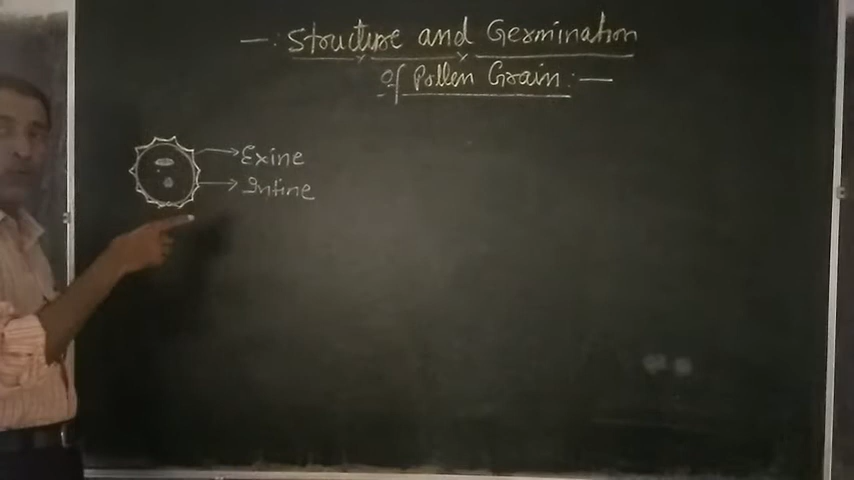 —: Structure and Germination
of Pollen Grain:—
Exine
Intine